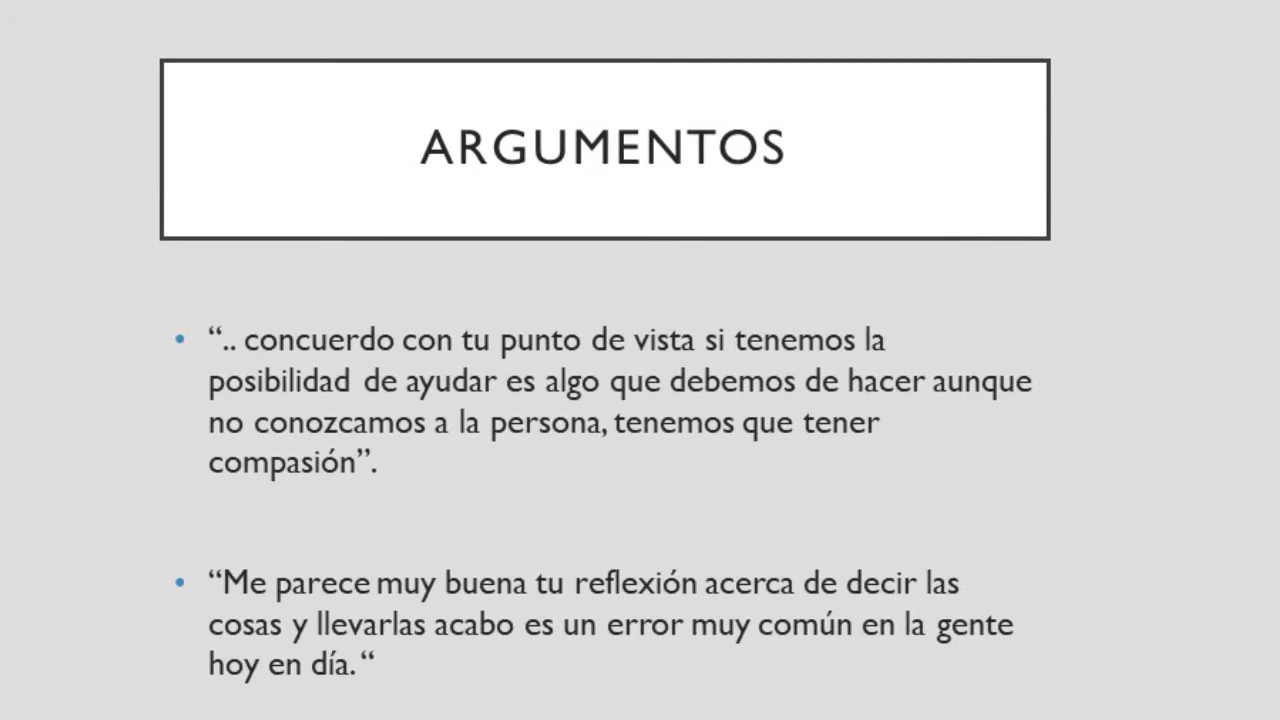 ARGUMENTOS
• “.. concuerdo con tu punto de vista si tenemos la
posibilidad de ayudar es algo que debemos de hacer aunque
no conozcamos a la persona, tenemos que tener
compasión”.
• “Me parece muy buena tu reflexión acerca de decir las
cosas y llevarlas acabo es un error muy común en la gente
hoy en día. “